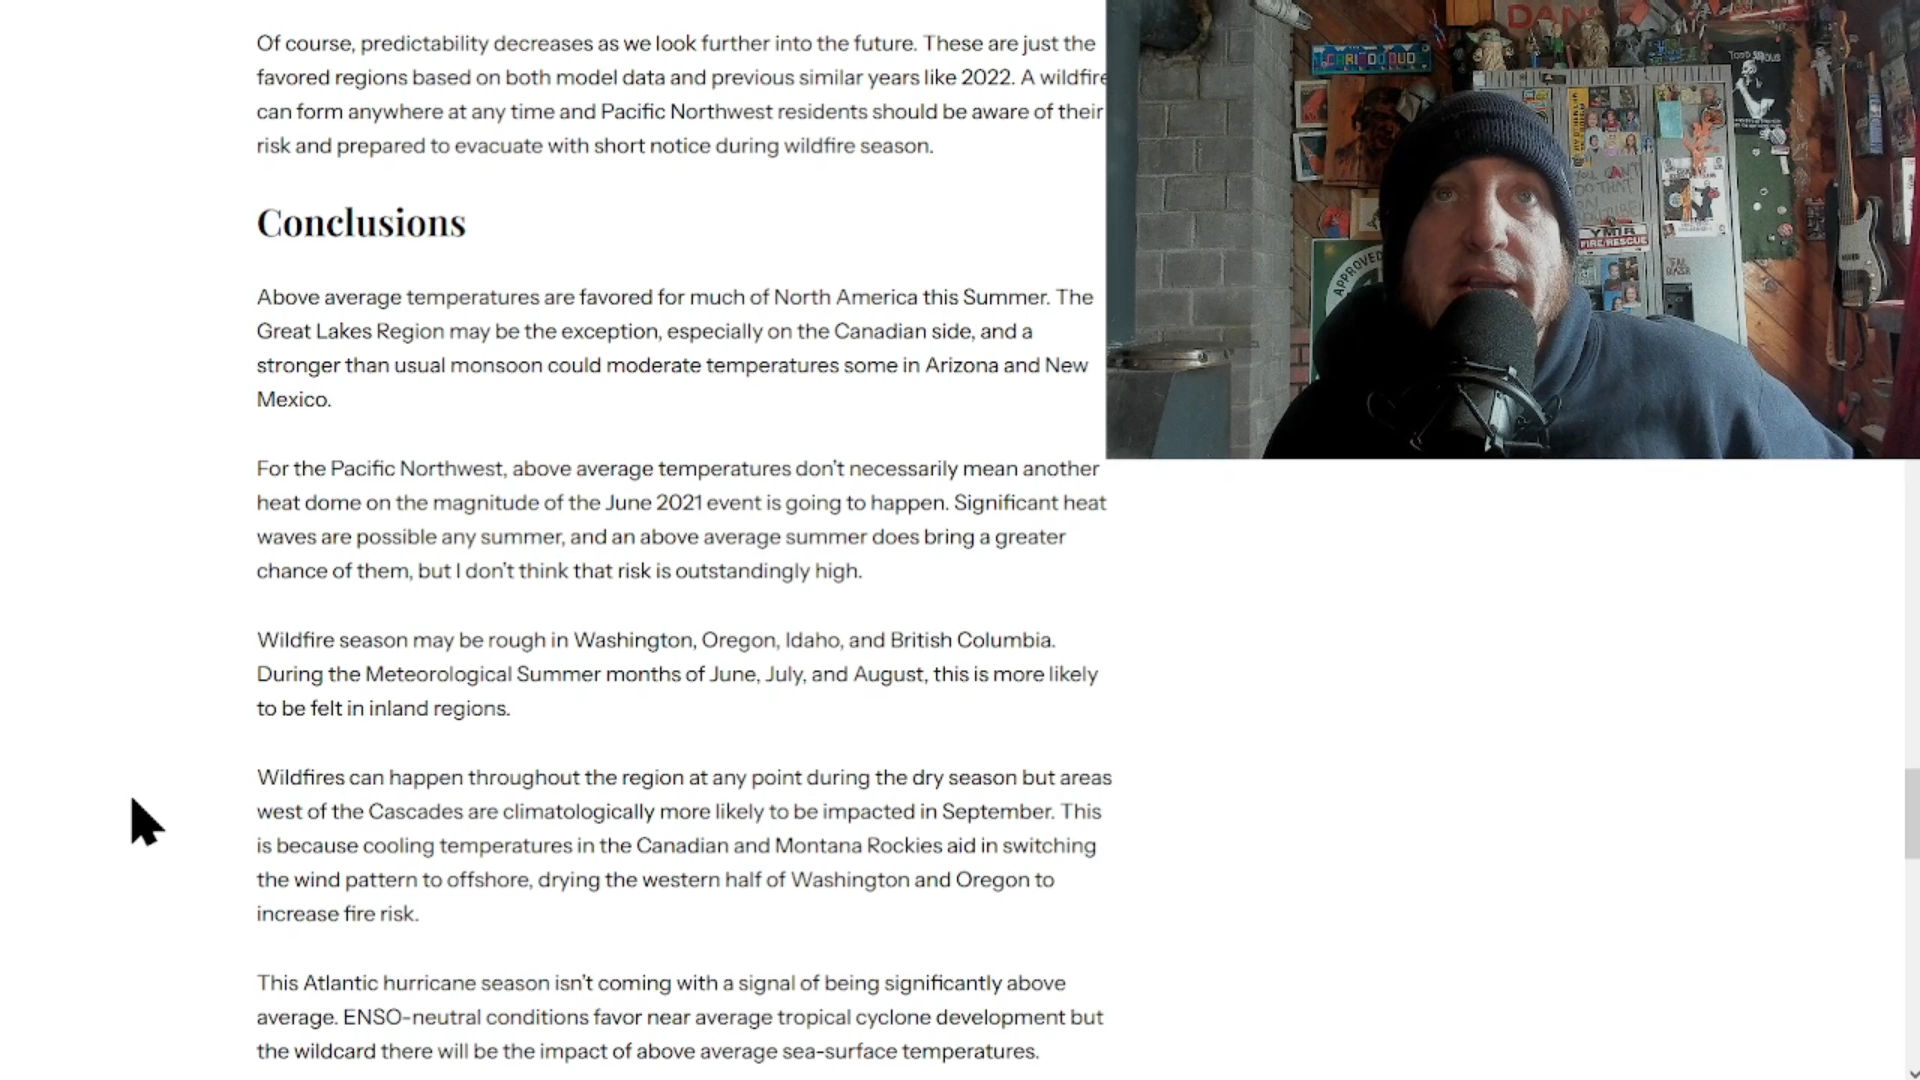 Of course, predictability decreases as we look further into the future. These are just the
favored regions based on both model data and previous similar years like 2022. A wildfire
can form anywhere at any time and Pacific Northwest residents should be aware of their
risk and prepared to evacuate with short notice during wildfire season.
Conclusions
Above average temperatures are favored for much of North America this Summer. The
Great Lakes Region may be the exception, especially on the Canadian side, and a
stronger than usual monsoon could moderate temperatures some in Arizona and New
Mexico.
For the Pacific Northwest, above average temperatures don't necessarily mean another
heat dome on the magnitude of the June 2021 event is going to happen. Significant heat
waves are possible any summer, and an above average summer does bring a greater
chance of them, but I don't think that risk is outstandingly high.
Wildfire season may be rough in Washington, Oregon, Idaho, and British Columbia.
During the Meteorological Summer months of June, July, and August, this is more likely
to be felt in inland regions.
Wildfires can happen throughout the region at any point during the dry season but areas
west of the Cascades are climatologically more likely to be impacted in September. This
is because cooling temperatures in the Canadian and Montana Rockies aid in switching
the wind pattern to offshore, drying the western half of Washington and Oregon to
increase fire risk.
This Atlantic hurricane season isn't coming with a signal of being significantly above
average. ENSO-neutral conditions favor near average tropical cyclone development but
the wildcard there will be the impact of above average sea-surface temperatures.
YOU CAN'T
DO THAT
ON
YMIR
FIRE/RESCUE
APPROVED